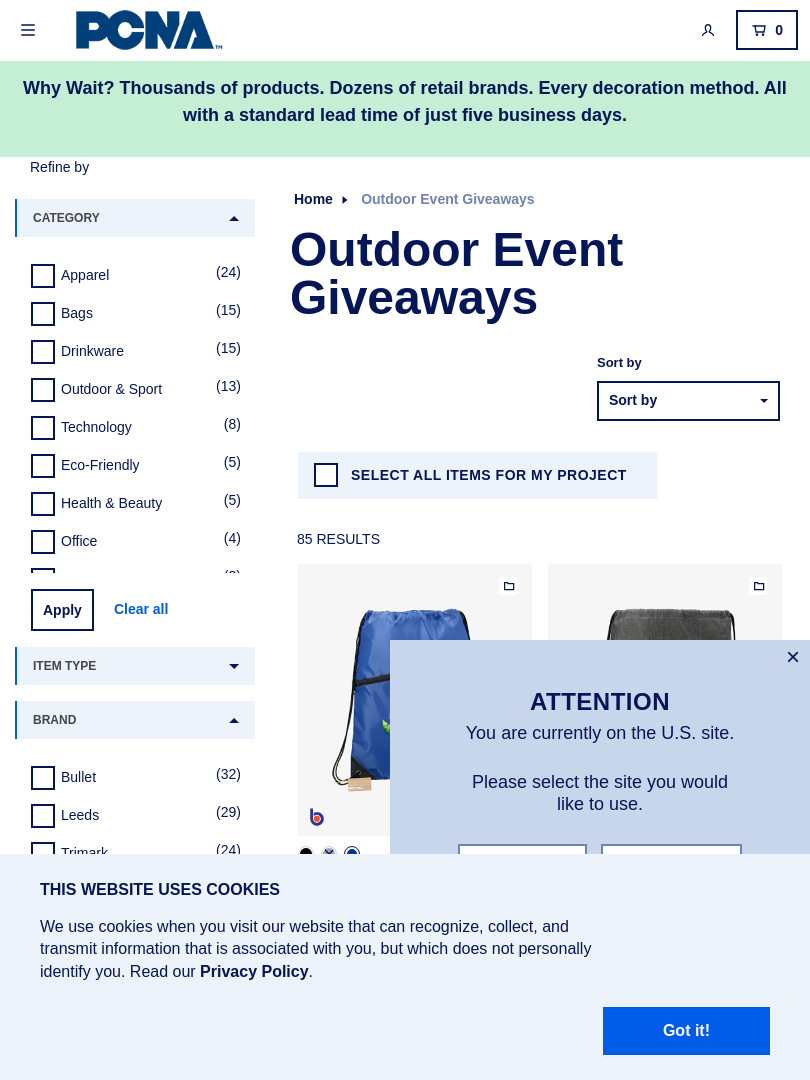 PCNA™
0
Why Wait? Thousands of products. Dozens of retail brands. Every decoration method. All
with a standard lead time of just five business days.
Refine by
CATEGORY
Apparel (24)
Bags (15)
Drinkware (15)
Outdoor & Sport (13)
Technology (8)
Eco-Friendly (5)
Health & Beauty (5)
Office (4)
Apply Clear all
ITEM TYPE
BRAND
Bullet (32)
Leeds (29)
Trimark (24)
Home Outdoor Event Giveaways
Outdoor Event
Giveaways
Sort by
Sort by
SELECT ALL ITEMS FOR MY PROJECT
85 RESULTS
b
ATTENTION
You are currently on the U.S. site.
Please select the site you would
like to use.
THIS WEBSITE USES COOKIES
We use cookies when you visit our website that can recognize, collect, and
transmit information that is associated with you, but which does not personally
identify you. Read our Privacy Policy.
Got it!